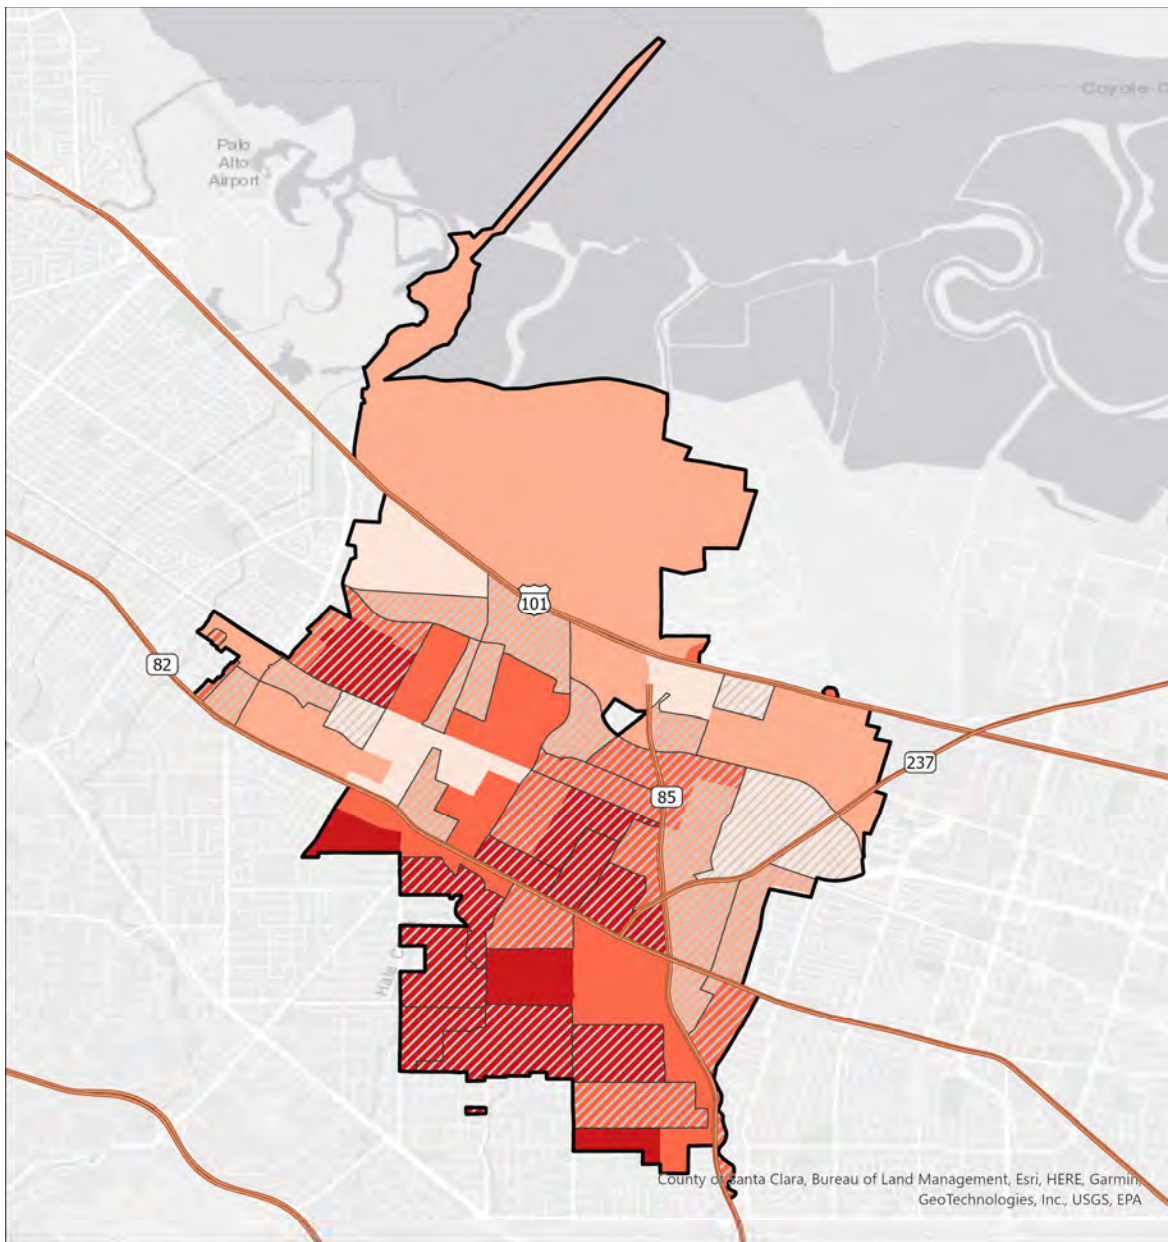 Coyote-C
Palo
Alto
Airport
101
82
237
85
Hale C
County of Santa Clara, Bureau of Land Management, Esri, HERE, Garmin,
GeoTechnologies, Inc., USGS, EPA